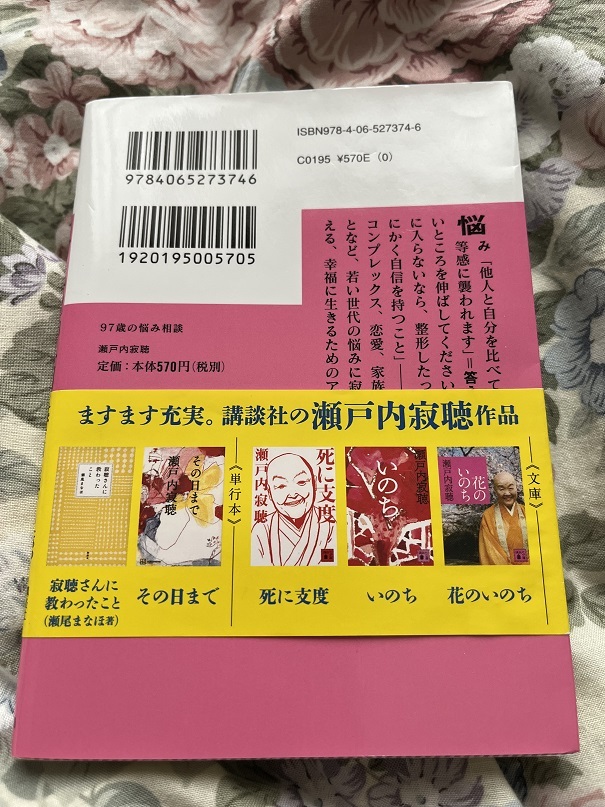 ISBN978-4-06-527374-6
C0195 ¥570E (0)
9784065273746
1920195005705
97歳の悩み相談
瀬戸内寂聴
定価：本体570円(税別)
悩み「他人と自分を比べて
等感に襲われます」=答
いところを伸ばしてください
に入らないなら、整形したっ
にかく自信を持つこと」――
コンプレックス、恋愛、家族
となど、若い世代の悩みに寂
える、幸福に生きるためのア
ますます充実。講談社の瀬戸内寂聴作品
《文庫》
花のいのち
瀬戸内寂聴
花のいのち
いのち
瀬戸内寂聴
いのち
死に支度
瀬戸内寂聴
死に支度
《単行本》
その日まで
瀬戸内寂聴
その日まで
寂聴さんに
教わった
こと
瀬尾まなほ
寂聴さんに
教わったこと
(瀬尾まなほ著)